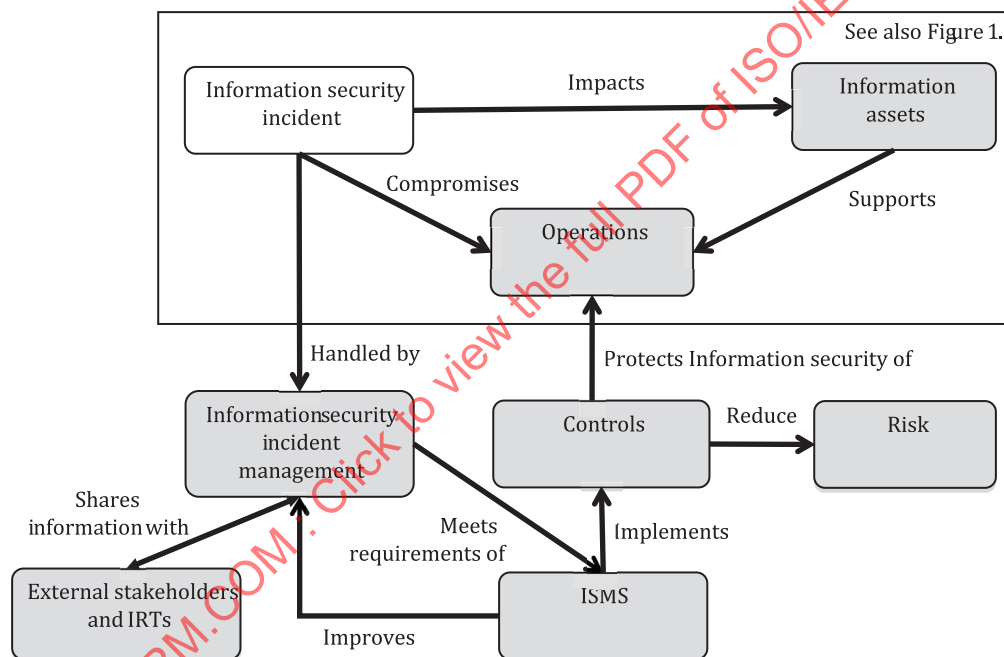 See also Figure 1.
Information security
incident
Impacts
Information
assets
Compromises
Supports
Operations
Handled by
Protects Information security of
Informationsecurity
incident
management
Controls
Reduce
Risk
Shares
information with
Meets
requirements of
Implements
External stakeholders
and IRTs
ISMS
Improves
RM.COM : Click to view the full PDF of ISO/IE